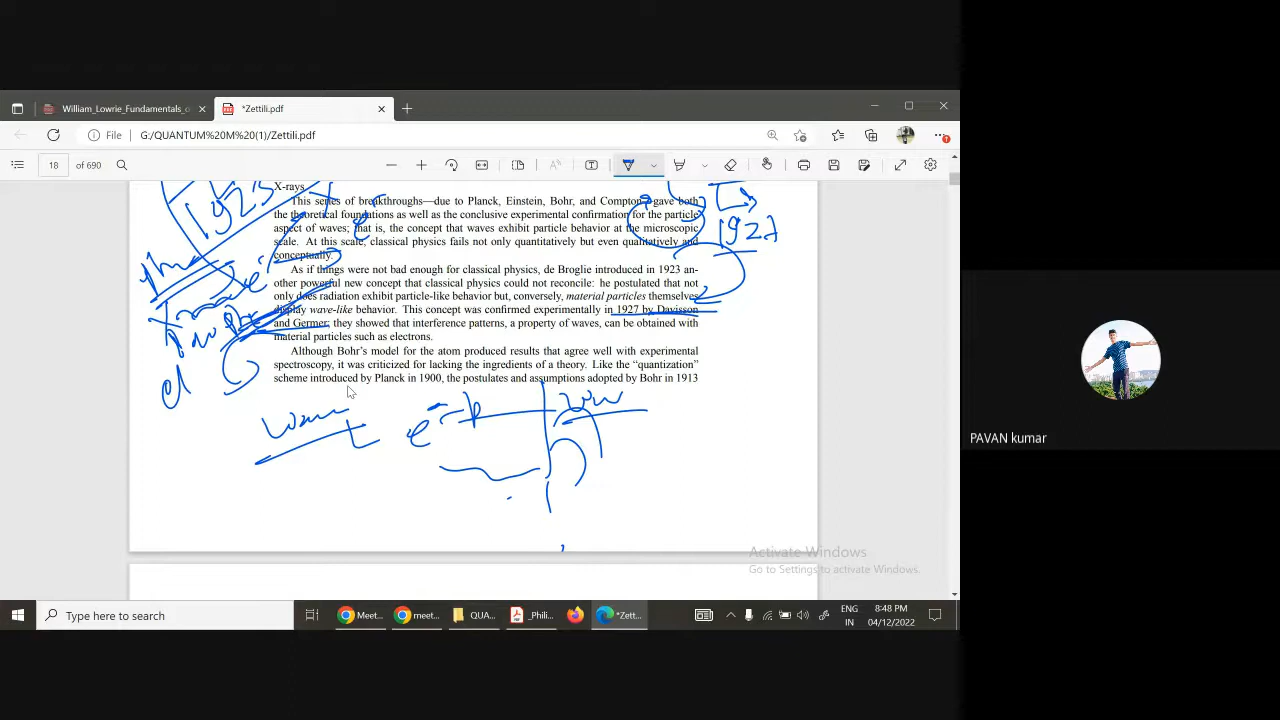 William_Lowrie_Fundamentals_o
*Zettili.pdf
File
G:/QUANTUM%20M%20(1)/Zettili.pdf
18
of 690
X-rays.
This series of breakthroughs—due to Planck, Einstein, Bohr, and Compton—gave both
the theoretical foundations as well as the conclusive experimental confirmation for the particle
aspect of waves; that is, the concept that waves exhibit particle behavior at the microscopic
scale. At this scale, classical physics fails not only quantitatively but even qualitatively and
conceptually.
As if things were not bad enough for classical physics, de Broglie introduced in 1923 an-
other powerful new concept that classical physics could not reconcile: he postulated that not
only does radiation exhibit particle-like behavior but, conversely, material particles themselves
display wave-like behavior. This concept was confirmed experimentally in 1927 by Davisson
and Germer; they showed that interference patterns, a property of waves, can be obtained with
material particles such as electrons.
Although Bohr's model for the atom produced results that agree well with experimental
spectroscopy, it was criticized for lacking the ingredients of a theory. Like the “quantization”
scheme introduced by Planck in 1900, the postulates and assumptions adopted by Bohr in 1913
1923
e-
1927
e-
PAVAN kumar
Activate Windows
Go to Settings to activate Windows.
Type here to search
Meet...
meet...
QUA...
_Phili...
*Zett...
ENG
IN
8:48 PM
04/12/2022